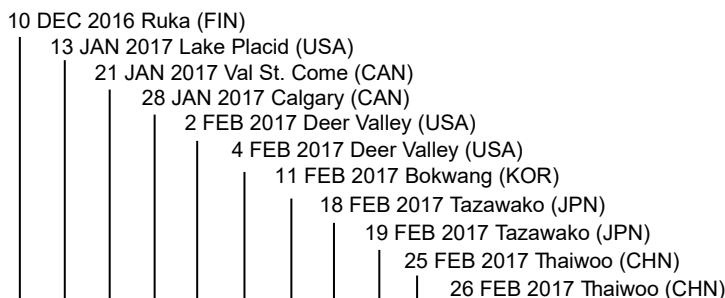 10 DEC 2016 Ruka (FIN)
13 JAN 2017 Lake Placid (USA)
21 JAN 2017 Val St. Come (CAN)
28 JAN 2017 Calgary (CAN)
2 FEB 2017 Deer Valley (USA)
4 FEB 2017 Deer Valley (USA)
11 FEB 2017 Bokwang (KOR)
18 FEB 2017 Tazawako (JPN)
19 FEB 2017 Tazawako (JPN)
25 FEB 2017 Thaiwoo (CHN)
26 FEB 2017 Thaiwoo (CHN)